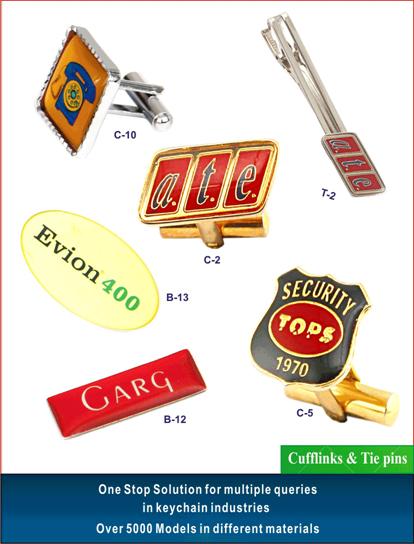 C-10
T-2
a.t.e.
a.t.e.
C-2
Evion 400
B-13
SECURITY
TOPS
1970
GARG
B-12
C-5
Cufflinks & Tie pins
One Stop Solution for multiple queries
in keychain industries
Over 5000 Models in different materials